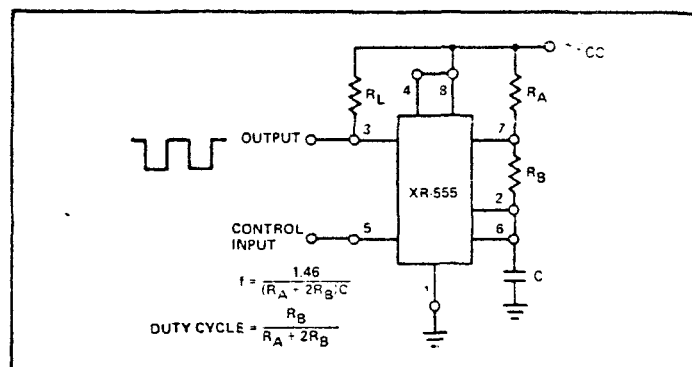 CC
4
8
R_L
R_A
OUTPUT
3
7
XR-555
R_B
2
CONTROL
INPUT
5
6
f = 1.46 / (R_A + 2R_B)C
C
1
DUTY CYCLE = R_B / R_A + 2R_B